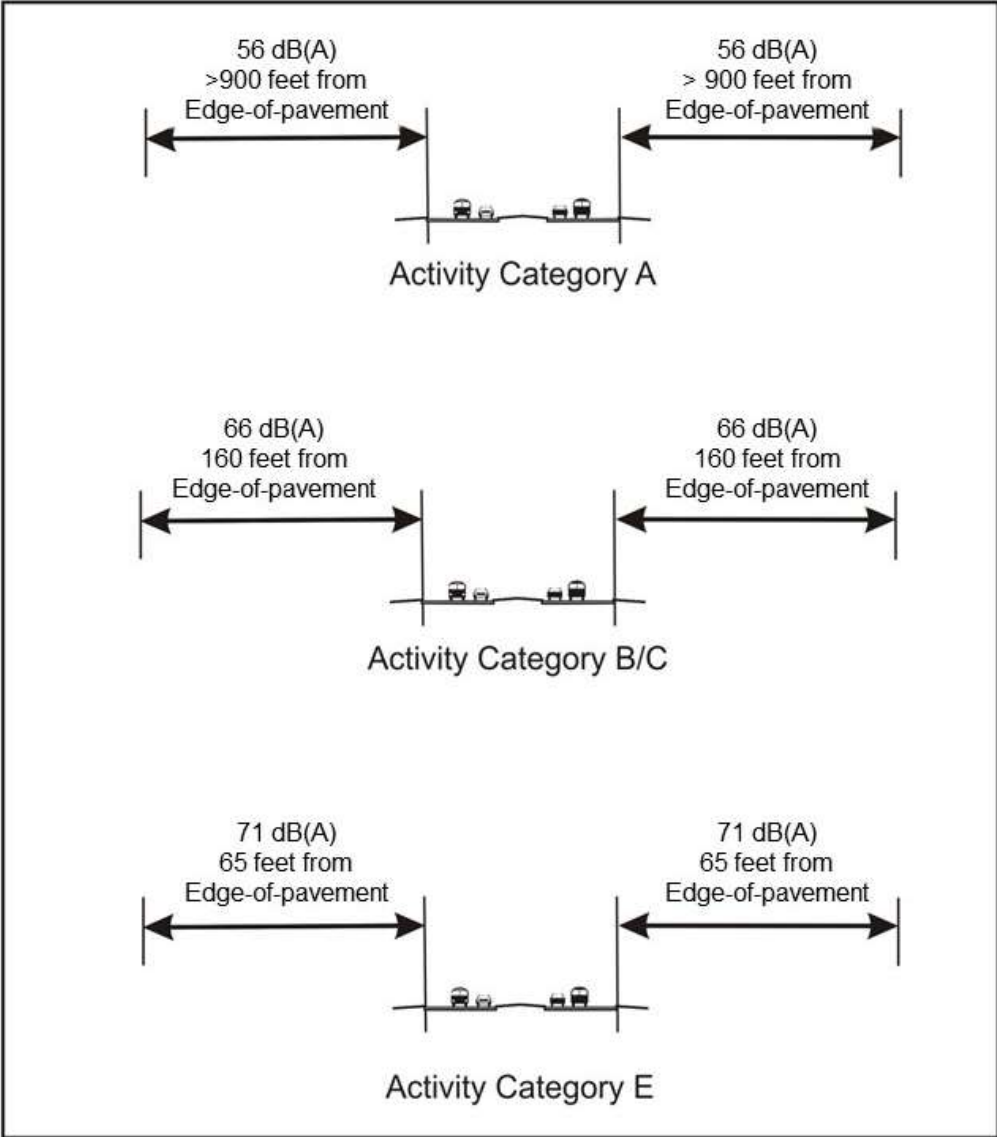 56 dB(A)
>900 feet from
Edge-of-pavement
56 dB(A)
> 900 feet from
Edge-of-pavement
Activity Category A
66 dB(A)
160 feet from
Edge-of-pavement
66 dB(A)
160 feet from
Edge-of-pavement
Activity Category B/C
71 dB(A)
65 feet from
Edge-of-pavement
71 dB(A)
65 feet from
Edge-of-pavement
Activity Category E